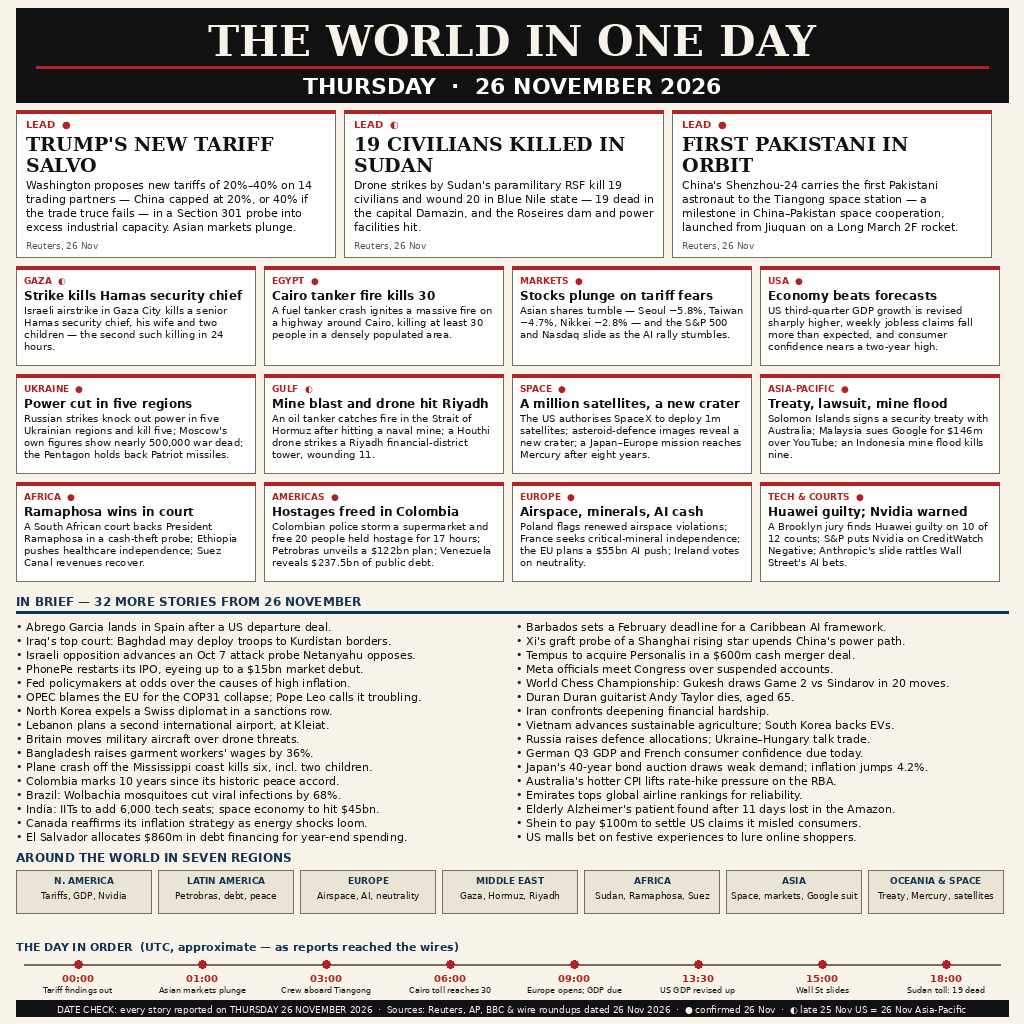 THE WORLD IN ONE DAY
THURSDAY · 26 NOVEMBER 2026
LEAD ●
TRUMP'S NEW TARIFF
SALVO
Washington proposes new tariffs of 20%–40% on 14
trading partners — China capped at 20%, or 40% if
the trade truce fails — in a Section 301 probe into
excess industrial capacity. Asian markets plunge.
Reuters, 26 Nov
LEAD ◐
19 CIVILIANS KILLED IN
SUDAN
Drone strikes by Sudan's paramilitary RSF kill 19
civilians and wound 20 in Blue Nile state — 19 dead in
the capital Damazin, and the Roseires dam and power
facilities hit.
Reuters, 26 Nov
LEAD ●
FIRST PAKISTANI IN
ORBIT
China's Shenzhou-24 carries the first Pakistani
astronaut to the Tiangong space station — a
milestone in China–Pakistan space cooperation,
launched from Jiuquan on a Long March 2F rocket.
Reuters, 26 Nov
GAZA ◐
Strike kills Hamas security chief
Israeli airstrike in Gaza City kills a senior
Hamas security chief, his wife and two
children — the second such killing in 24
hours.
EGYPT ●
Cairo tanker fire kills 30
A fuel tanker crash ignites a massive fire on
a highway around Cairo, killing at least 30
people in a densely populated area.
MARKETS ●
Stocks plunge on tariff fears
Asian shares tumble — Seoul −5.8%, Taiwan
−4.7%, Nikkei −2.8% — and the S&P 500
and Nasdaq slide as the AI rally stumbles.
USA ●
Economy beats forecasts
US third-quarter GDP growth is revised
sharply higher, weekly jobless claims fall
more than expected, and consumer
confidence nears a two-year high.
UKRAINE ●
Power cut in five regions
Russian strikes knock out power in five
Ukrainian regions and kill five; Moscow's
own figures show nearly 500,000 war dead;
the Pentagon holds back Patriot missiles.
GULF ◐
Mine blast and drone hit Riyadh
An oil tanker catches fire in the Strait of
Hormuz after hitting a naval mine; a Houthi
drone strikes a Riyadh financial-district
tower, wounding 11.
SPACE ●
A million satellites, a new crater
The US authorises SpaceX to deploy 1m
satellites; asteroid-defence images reveal a
new crater; a Japan–Europe mission reaches
Mercury after eight years.
ASIA-PACIFIC ●
Treaty, lawsuit, mine flood
Solomon Islands signs a security treaty with
Australia; Malaysia sues Google for $146m
over YouTube; an Indonesia mine flood kills
nine.
AFRICA ●
Ramaphosa wins in court
A South African court backs President
Ramaphosa in a cash-theft probe; Ethiopia
pushes healthcare independence; Suez
Canal revenues recover.
AMERICAS ●
Hostages freed in Colombia
Colombian police storm a supermarket and
free 20 people held hostage for 17 hours;
Petrobras unveils a $122bn plan; Venezuela
reveals $237.5bn of public debt.
EUROPE ●
Airspace, minerals, AI cash
Poland flags renewed airspace violations;
France seeks critical-mineral independence;
the EU plans a $55bn AI push; Ireland votes
on neutrality.
TECH & COURTS ●
Huawei guilty; Nvidia warned
A Brooklyn jury finds Huawei guilty on 10 of
12 counts; S&P puts Nvidia on CreditWatch
Negative; Anthropic's slide rattles Wall
Street's AI bets.
IN BRIEF — 32 MORE STORIES FROM 26 NOVEMBER
• Abrego Garcia lands in Spain after a US departure deal.
• Iraq's top court: Baghdad may deploy troops to Kurdistan borders.
• Israeli opposition advances an Oct 7 attack probe Netanyahu opposes.
• PhonePe restarts its IPO, eyeing up to a $15bn market debut.
• Fed policymakers at odds over the causes of high inflation.
• OPEC blames the EU for the COP31 collapse; Pope Leo calls it troubling.
• North Korea expels a Swiss diplomat in a sanctions row.
• Lebanon plans a second international airport, at Kleiat.
• Britain moves military aircraft over drone threats.
• Bangladesh raises garment workers' wages by 36%.
• Plane crash off the Mississippi coast kills six, incl. two children.
• Colombia marks 10 years since its historic peace accord.
• Brazil: Wolbachia mosquitoes cut viral infections by 68%.
• India: IITs to add 6,000 tech seats; space economy to hit $45bn.
• Canada reaffirms its inflation strategy as energy shocks loom.
• El Salvador allocates $860m in debt financing for year-end spending.
• Barbados sets a February deadline for a Caribbean AI framework.
• Xi's graft probe of a Shanghai rising star upends China's power path.
• Tempus to acquire Personalis in a $600m cash merger deal.
• Meta officials meet Congress over suspended accounts.
• World Chess Championship: Gukesh draws Game 2 vs Sindarov in 20 moves.
• Duran Duran guitarist Andy Taylor dies, aged 65.
• Iran confronts deepening financial hardship.
• Vietnam advances sustainable agriculture; South Korea backs EVs.
• Russia raises defence allocations; Ukraine–Hungary talk trade.
• German Q3 GDP and French consumer confidence due today.
• Japan's 40-year bond auction draws weak demand; inflation jumps 4.2%.
• Australia's hotter CPI lifts rate-hike pressure on the RBA.
• Emirates tops global airline rankings for reliability.
• Elderly Alzheimer's patient found after 11 days lost in the Amazon.
• Shein to pay $100m to settle US claims it misled consumers.
• US malls bet on festive experiences to lure online shoppers.
AROUND THE WORLD IN SEVEN REGIONS
N. AMERICA
Tariffs, GDP, Nvidia
LATIN AMERICA
Petrobras, debt, peace
EUROPE
Airspace, AI, neutrality
MIDDLE EAST
Gaza, Hormuz, Riyadh
AFRICA
Sudan, Ramaphosa, Suez
ASIA
Space, markets, Google suit
OCEANIA & SPACE
Treaty, Mercury, satellites
THE DAY IN ORDER (UTC, approximate — as reports reached the wires)
00:00
Tariff findings out
01:00
Asian markets plunge
03:00
Crew aboard Tiangong
06:00
Cairo toll reaches 30
09:00
Europe opens; GDP due
13:30
US GDP revised up
15:00
Wall St slides
18:00
Sudan toll: 19 dead
DATE CHECK: every story reported on THURSDAY 26 NOVEMBER 2026 · Sources: Reuters, AP, BBC & wire roundups dated 26 Nov 2026 · ● confirmed 26 Nov · ◐ late 25 Nov US = 26 Nov Asia-Pacific